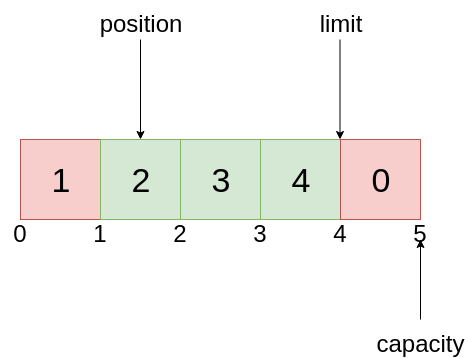 position limit
1 2 3 4 0
0 1 2 3 4 5
capacity